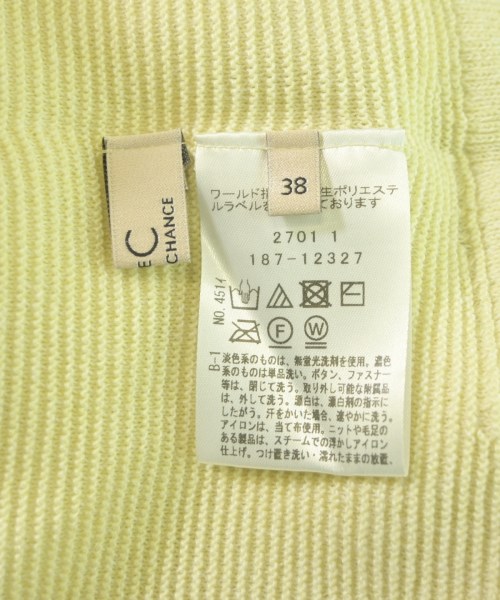 C
E
CHANCE
38
ワールド指 生ポリエステ
ルラベルを ております
2701 1
187-12327
NO.4514
B-1
F
W
淡色系のものは、無蛍光洗剤を使用。濃色
系のものは単品洗い。ボタン、ファスナー
等は、閉じて洗う。取り外し可能な附属品
は、外して洗う。漂白は、漂白剤の指示に
したがう。汗をかいた場合、速やかに洗う。
アイロンは、当て布使用。ニットや毛足の
ある製品は、スチームでの浮かしアイロン
仕上げ。つけ置き洗い・濡れたままの放置、